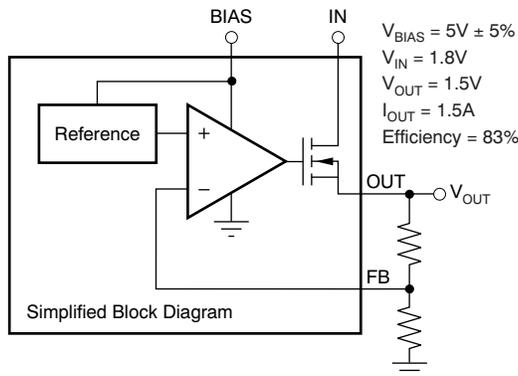 BIAS
IN
V_BIAS = 5V ± 5%
V_IN = 1.8V
V_OUT = 1.5V
I_OUT = 1.5A
Efficiency = 83%
Reference
+
−
OUT
V_OUT
FB
Simplified Block Diagram